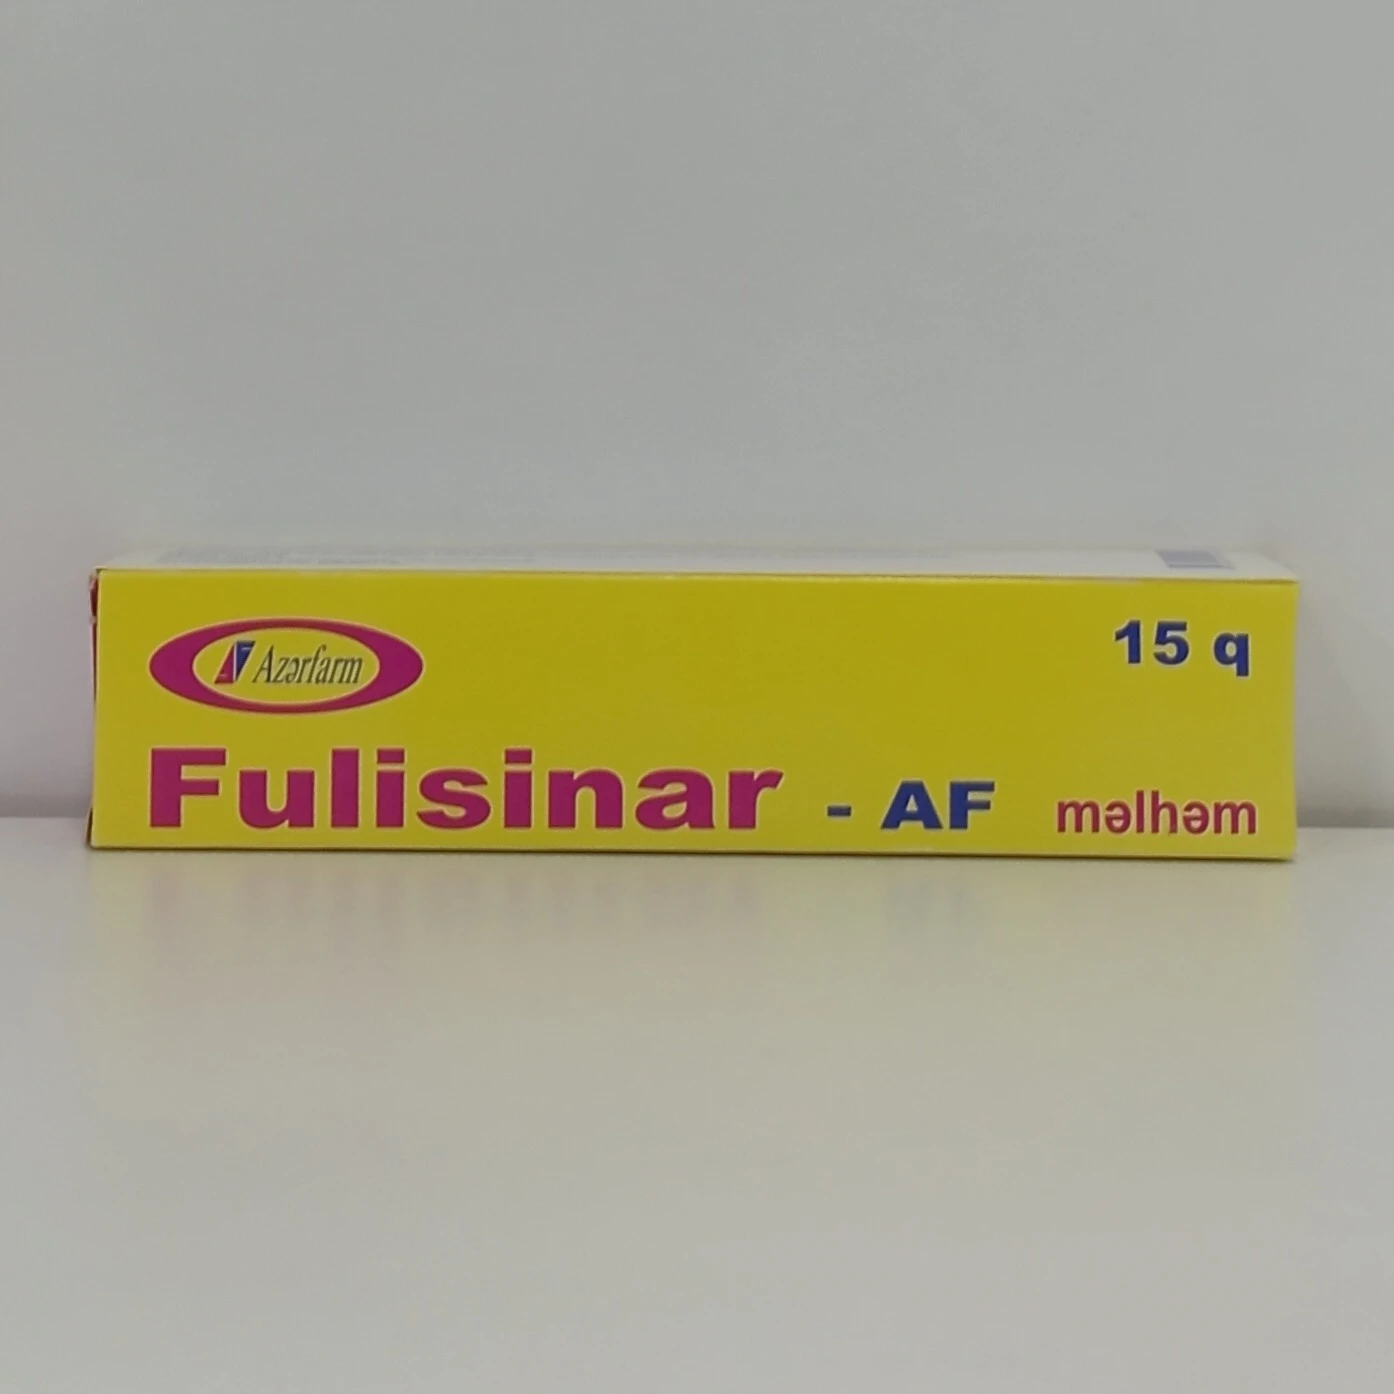 Azərfarm
15 q
Fulisinar - AF məlhəm